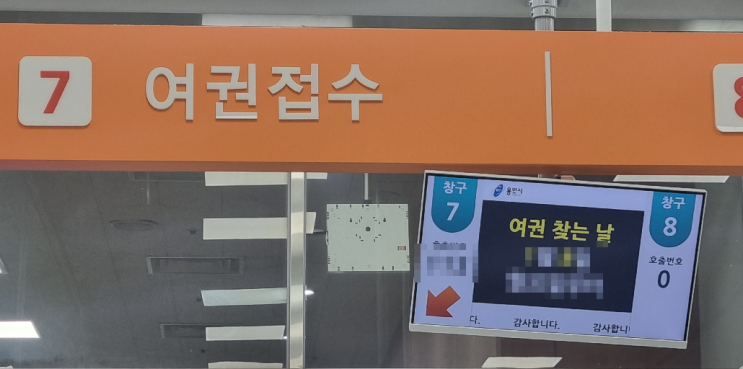 7 여권접수 8
창구 7
용인시
여권 찾는 날
창구 8
호출번호
0
다. 감사합니다. 감사합니